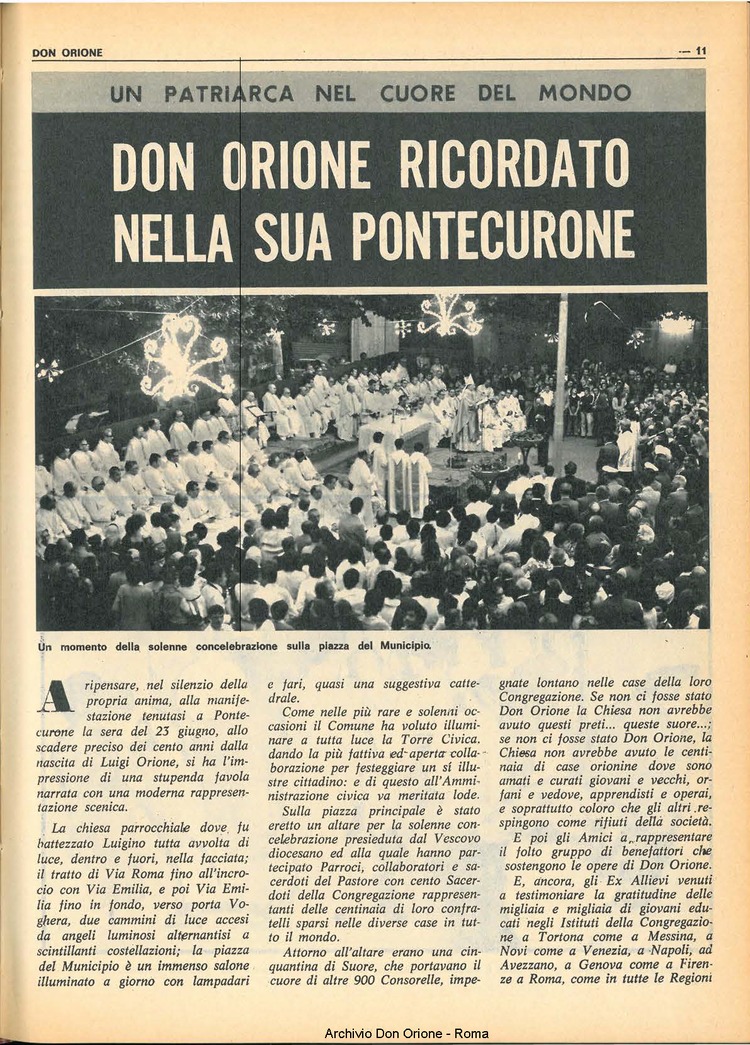 DON ORIONE — 11
UN PATRIARCA NEL CUORE DEL MONDO
DON ORIONE RICORDATO
NELLA SUA PONTECURONE
Un momento della solenne concelebrazione sulla piazza del Municipio.
A ripensare, nel silenzio della
propria anima, alla manife-
stazione tenutasi a Ponte-
curone la sera del 23 giugno, allo
scadere preciso dei cento anni dalla
nascita di Luigi Orione, si ha l'im-
pressione di una stupenda favola
narrata con una moderna rappresen-
tazione scenica.
La chiesa parrocchiale dove fu
battezzato Luigino tutta avvolta di
luce, dentro e fuori, nella facciata;
il tratto di Via Roma fino all'incro-
cio con Via Emilia, e poi Via Emi-
lia fino in fondo, verso porta Vo-
ghera, due cammini di luce accesi
da angeli luminosi alternantisi a
scintillanti costellazioni; la piazza
del Municipio è un immenso salone
illuminato a giorno con lampadari
e fari, quasi una suggestiva catte-
drale.
Come nelle più rare e solenni oc-
casioni il Comune ha voluto illumi-
nare a tutta luce la Torre Civica,
dando la più fattiva ed aperta colla-
borazione per festeggiare un sì illu-
stre cittadino: e di questo all'Ammi-
nistrazione civica va meritata lode.
Sulla piazza principale è stato
eretto un altare per la solenne con-
celebrazione presieduta dal Vescovo
diocesano ed alla quale hanno par-
tecipato Parroci, collaboratori e sa-
cerdoti del Pastore con cento Sacer-
doti della Congregazione rappresen-
tanti delle centinaia di loro confra-
telli sparsi nelle diverse case in tut-
to il mondo.
Attorno all'altare erano una cin-
quantina di Suore, che portavano il
cuore di altre 900 Consorelle, impe-
gnate lontano nelle case della loro
Congregazione. Se non ci fosse stato
Don Orione la Chiesa non avrebbe
avuto questi preti... queste suore...;
se non ci fosse stato Don Orione, la
Chiesa non avrebbe avuto le centi-
naia di case orionine dove sono
amati e curati giovani e vecchi, or-
fani e vedove, apprendisti e operai,
e soprattutto coloro che gli altri re-
spingono come rifiuti della società.
E poi gli Amici a rappresentare
il folto gruppo di benefattori che
sostengono le opere di Don Orione.
E, ancora, gli Ex Allievi venuti
a testimoniare la gratitudine delle
migliaia e migliaia di giovani edu-
cati negli Istituti della Congregazio-
ne a Tortona come a Messina, a
Novi come a Venezia, a Napoli, ad
Avezzano, a Genova come a Firen-
ze a Roma, come in tutte le Regioni
Archivio Don Orione - Roma